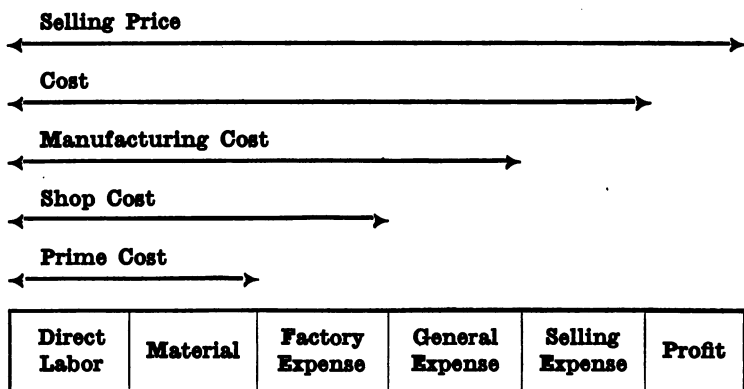 Selling Price
Cost
Manufacturing Cost
Shop Cost
Prime Cost
Direct Labor
Material
Factory Expense
General Expense
Selling Expense
Profit